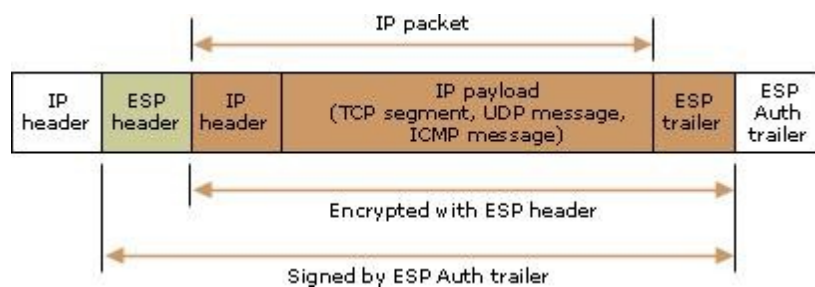 IP packet
IP
header
ESP
header
IP
header
IP payload
(TCP segment, UDP message,
ICMP message)
ESP
trailer
ESP
Auth
trailer
Encrypted with ESP header
Signed by ESP Auth trailer